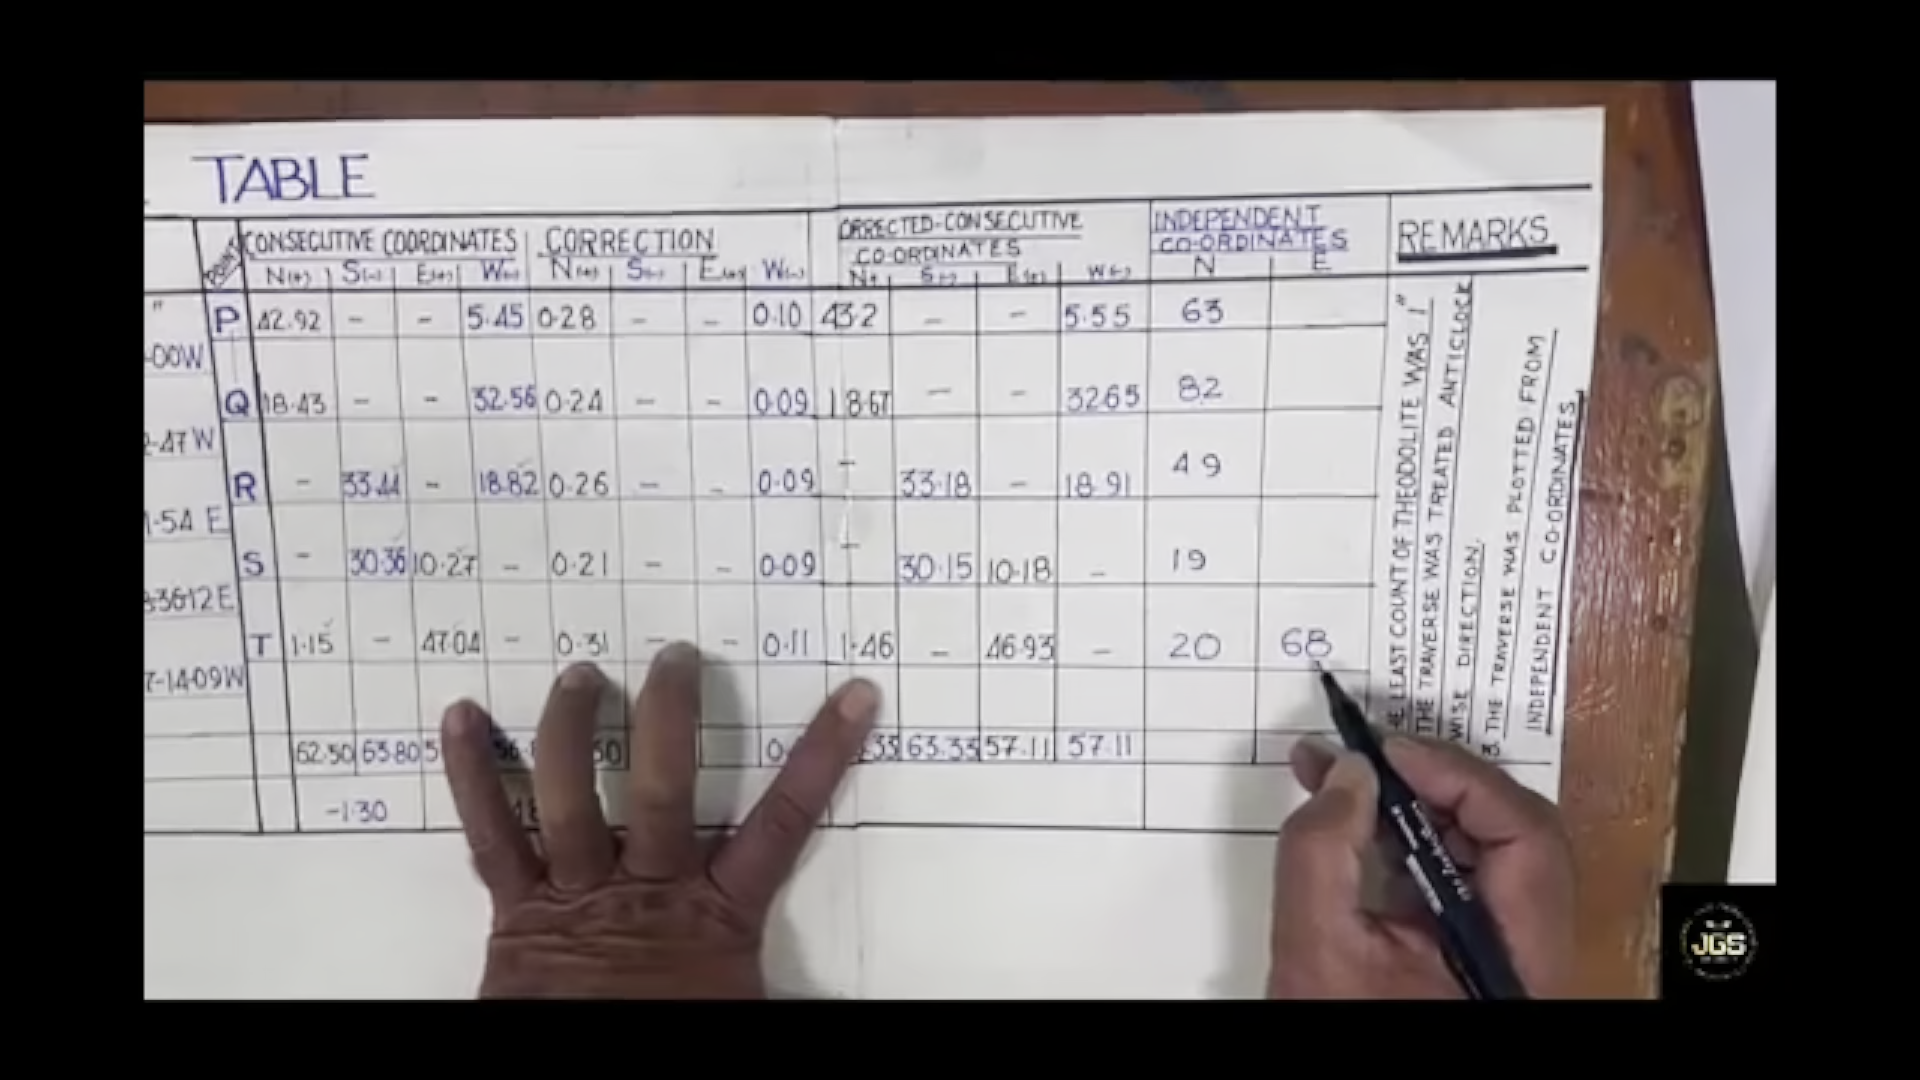 TABLE
POINT CONSECUTIVE COORDINATES CORRECTION ORRECTED-CONSECUTIVE CO-ORDINATES INDEPENDENT CO-ORDINATES REMARKS
N(+) S(-) E(+) W(-) N(+) S(-) E(+) W(-) N+ S(-) E(+) W(-) N E
" P 42.92 - - 5.45 0.28 - - 0.10 43.2 - - 5.55 63
-00W
Q 18.43 - - 32.56 0.24 - - 0.09 18.67 - - 32.65 82
-47W
R - 33.44 - 18.82 0.26 - - 0.09 - 33.18 - 18.91 49
1-54 E
S - 30.36 10.27 - 0.21 - - 0.09 - 30.15 10.18 - 19
3612E
T 1.15 - 47.04 - 0.31 - - 0.11 1.46 - 46.93 - 20 68
7-14-09W
62.50 63.80 5 63.33 57.11 57.11
-1.30
E LEAST COUNT OF THEODOLITE WAS 1"
THE TRAVERSE WAS TREATED ANTICLOCK
WISE DIRECTION.
3. THE TRAVERSE WAS PLOTTED FROM
INDEPENDENT CO-ORDINATES
JGS